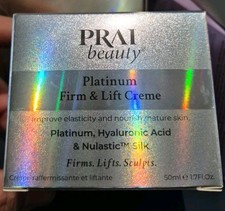 PRAI
beauty
Platinum
Firm & Lift Creme
improve elasticity and nourish mature skin.
Platinum, Hyaluronic Acid
& Nulastic™ Silk
Firms. Lifts. Sculpts.
Crème raffermissante et liftante
50ml e 1.7Fl.Oz.